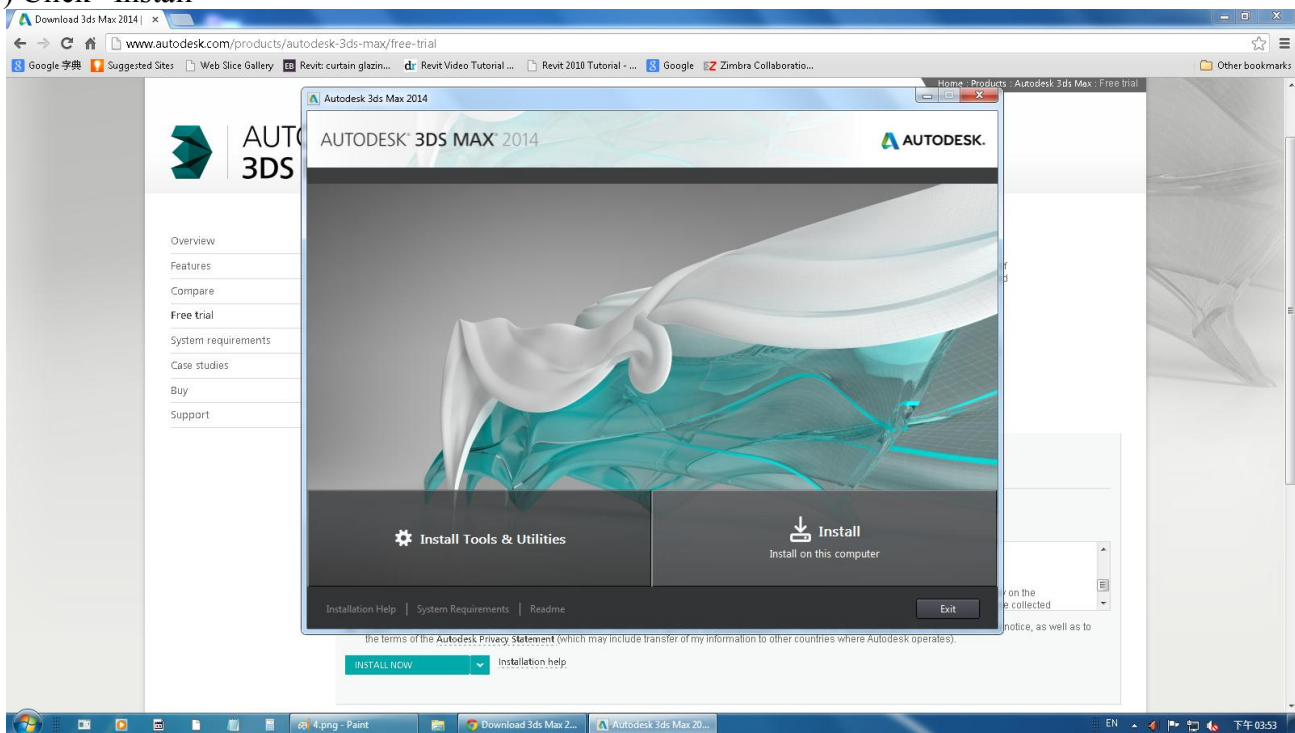 ) Click "Install"
Download 3ds Max 2014 |
www.autodesk.com/products/autodesk-3ds-max/free-trial
Google 字典 Suggested Sites Web Slice Gallery Revit: curtain glazin... Revit Video Tutorial ... Revit 2010 Tutorial - ... Google Zimbra Collaboratio... Other bookmarks
Home : Products : Autodesk 3ds Max : Free trial
Autodesk 3ds Max 2014
AUTODESK® 3DS MAX® 2014
AUTODESK.
AUTO
3DS
Overview
Features
Compare
Free trial
System requirements
Case studies
Buy
Support
Install Tools & Utilities
Install
Install on this computer
on the
collected
Installation Help | System Requirements | Readme
Exit
notice, as well as to
the terms of the Autodesk Privacy Statement (which may include transfer of my information to other countries where Autodesk operates).
INSTALL NOW
Installation help
4.png - Paint
Download 3ds Max 2...
Autodesk 3ds Max 20...
EN
下午 03:53